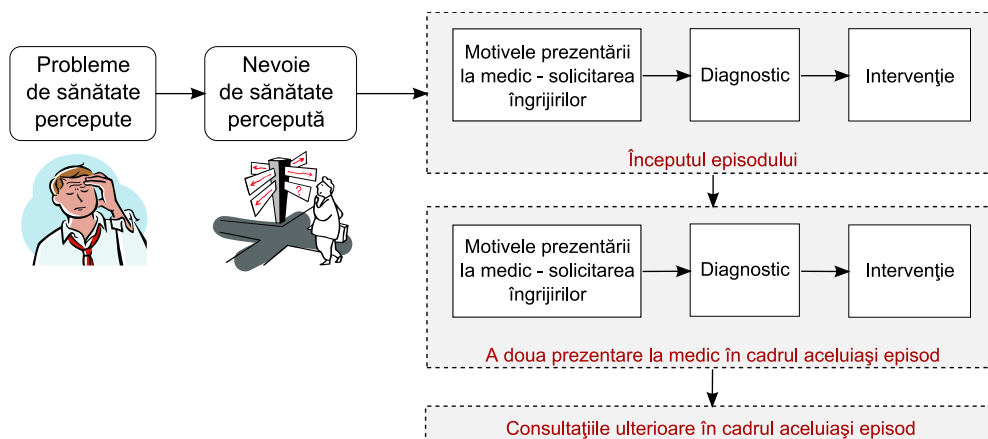 Probleme
de sănătate
percepute
Nevoie
de sănătate
percepută
Motivele prezentării
la medic - solicitarea
îngrijirilor
Diagnostic
Intervenţie
Începutul episodului
?
Motivele prezentării
la medic - solicitarea
îngrijirilor
Diagnostic
Intervenţie
A doua prezentare la medic în cadrul aceluiaşi episod
Consultaţiile ulterioare în cadrul aceluiaşi episod